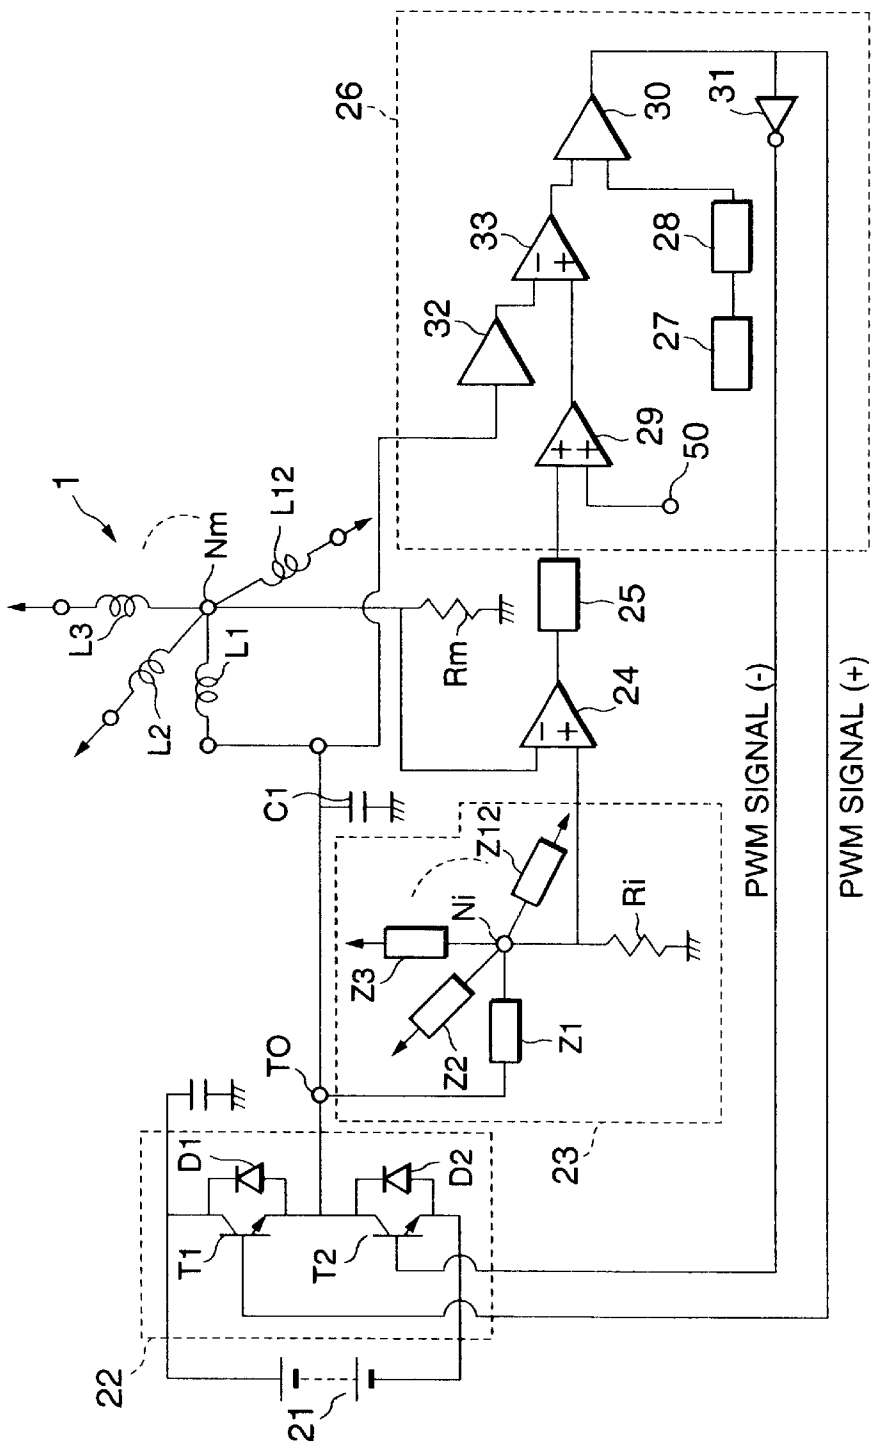 1
L3
L2
L1
Nm
L12
Rm
C1
TO
22
21
T1
D1
T2
D2
23
Z3
Z2
Z1
Ni
Z12
Ri
24
25
26
32
33
30
31
29
50
27
28
− +
+ +
− +
PWM SIGNAL (-)
PWM SIGNAL (+)